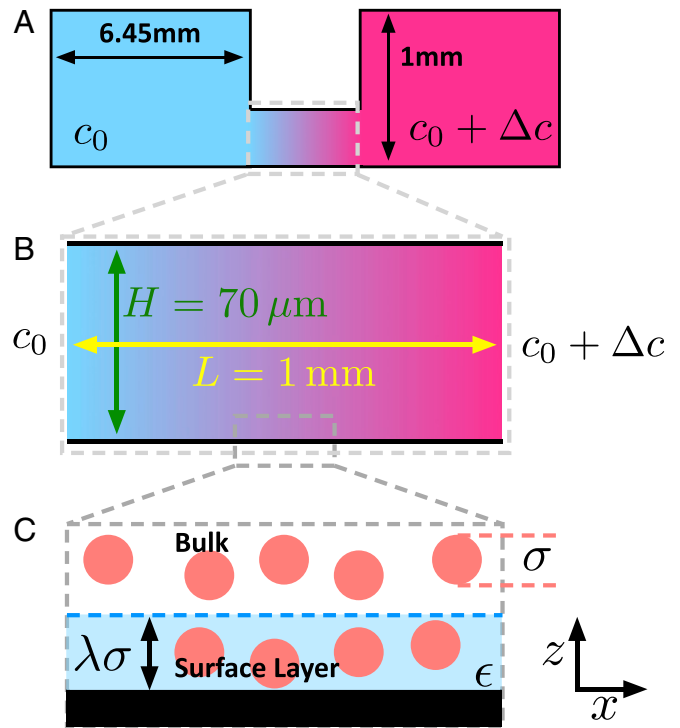 A
6.45mm
1mm
c₀
c₀ + Δc
B
H = 70 μm
c₀
c₀ + Δc
L = 1 mm
C
Bulk
σ
λσ
Surface Layer
ϵ
z
x